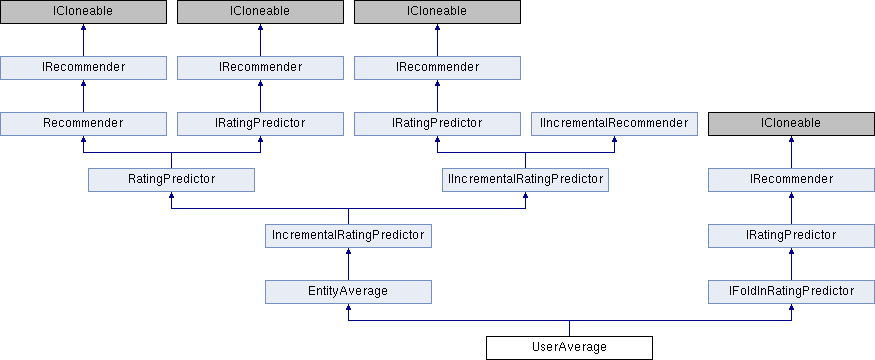 ICloneable ICloneable ICloneable
IRecommender IRecommender IRecommender
Recommender IRatingPredictor IRatingPredictor IIncrementalRecommender ICloneable
RatingPredictor IIncrementalRatingPredictor IRecommender
IncrementalRatingPredictor IRatingPredictor
EntityAverage IFoldInRatingPredictor
UserAverage